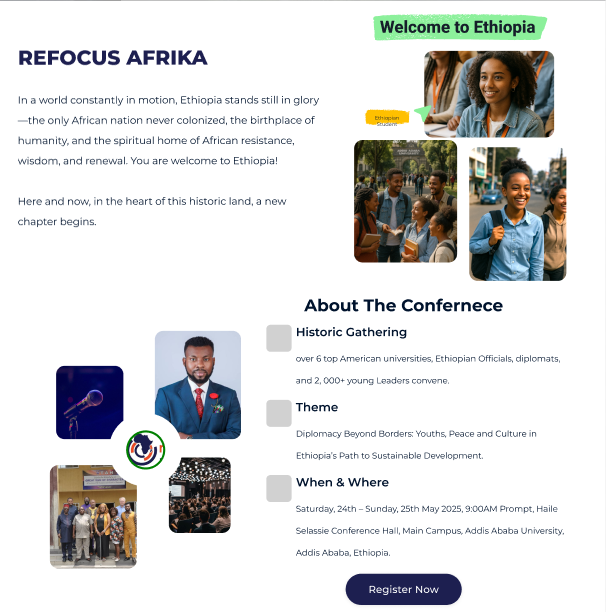 Welcome to Ethiopia
REFOCUS AFRIKA
In a world constantly in motion, Ethiopia stands still in glory
—the only African nation never colonized, the birthplace of
humanity, and the spiritual home of African resistance,
wisdom, and renewal. You are welcome to Ethiopia!
Here and now, in the heart of this historic land, a new
chapter begins.
Ethiopian
Student
About The Confernece
Historic Gathering
over 6 top American universities, Ethiopian Officials, diplomats,
and 2, 000+ young Leaders convene.
Theme
Diplomacy Beyond Borders: Youths, Peace and Culture in
Ethiopia's Path to Sustainable Development.
When & Where
Saturday, 24th – Sunday, 25th May 2025, 9:00AM Prompt, Haile
Selassie Conference Hall, Main Campus, Addis Ababa University,
Addis Ababa, Ethiopia.
Register Now